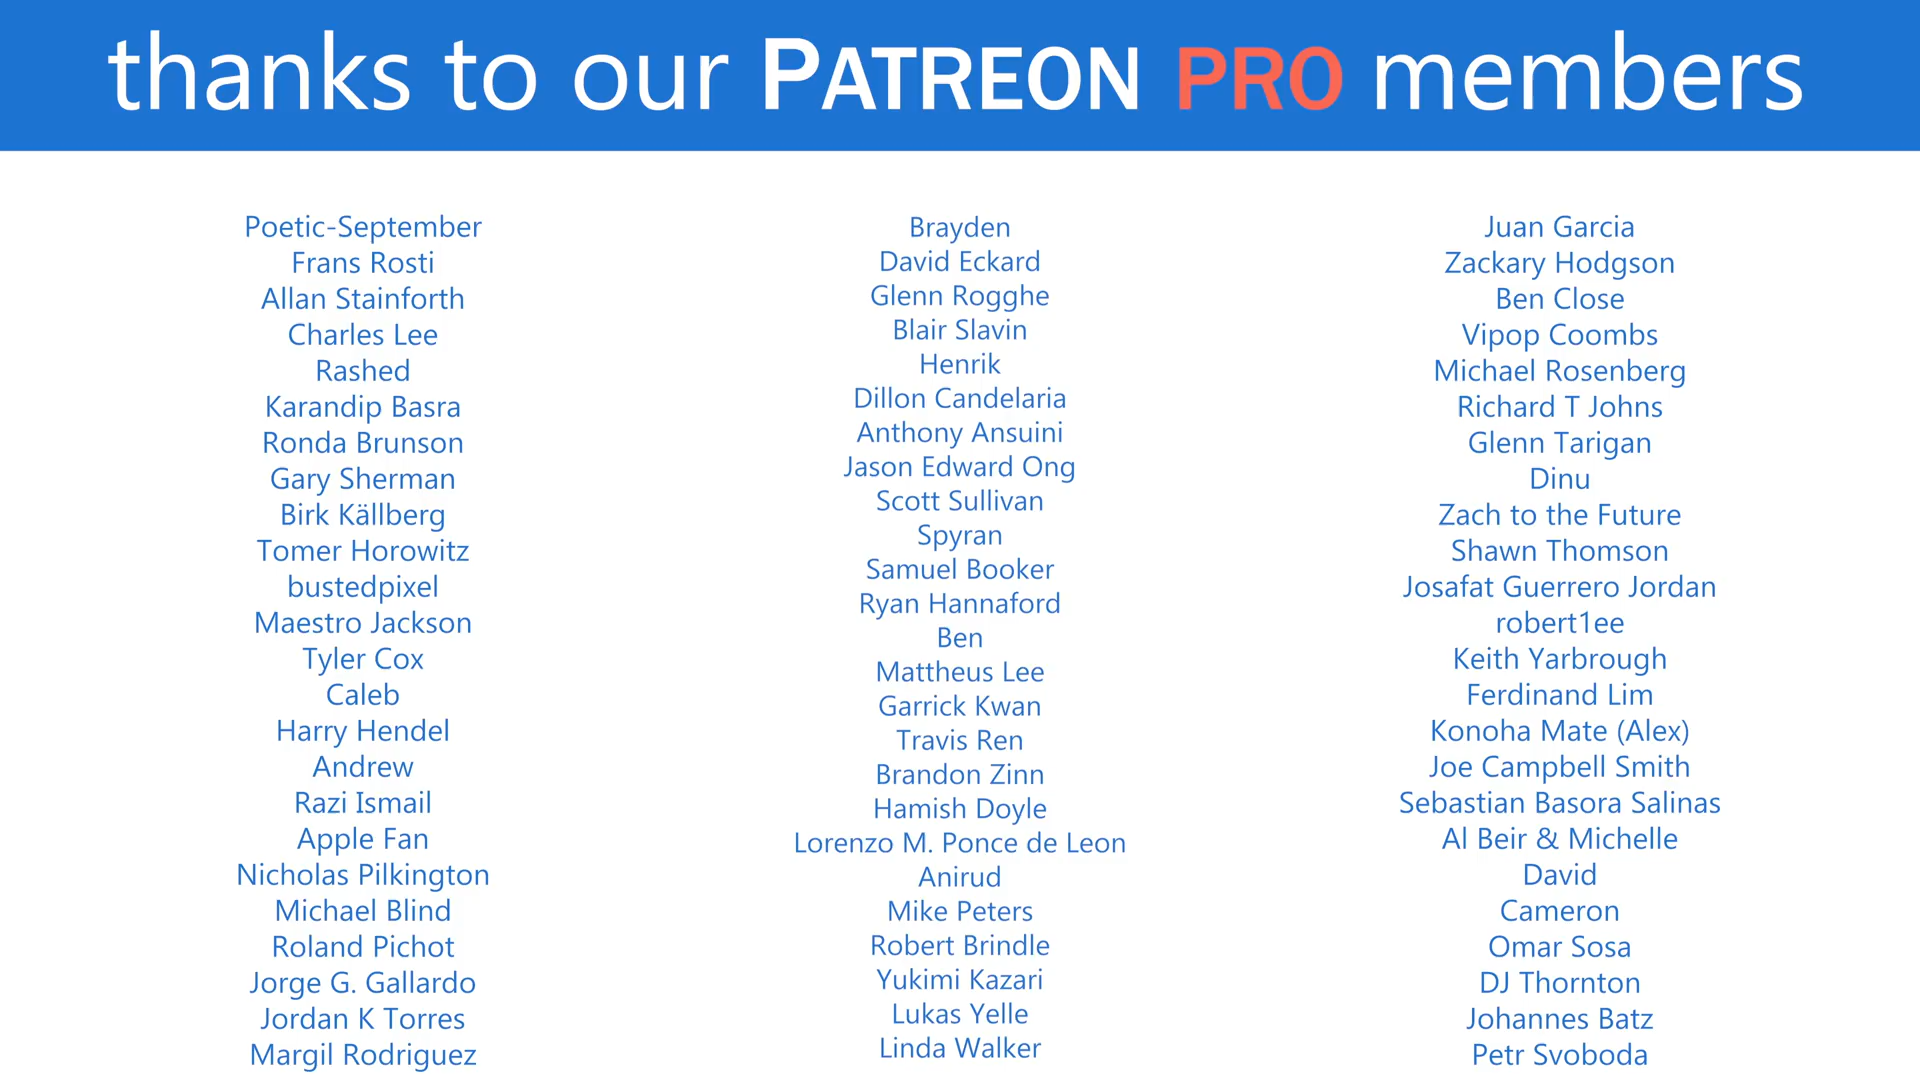 thanks to our PATREON PRO members
Poetic-September
Frans Rosti
Allan Stainforth
Charles Lee
Rashed
Karandip Basra
Ronda Brunson
Gary Sherman
Birk Källberg
Tomer Horowitz
bustedpixel
Maestro Jackson
Tyler Cox
Caleb
Harry Hendel
Andrew
Razi Ismail
Apple Fan
Nicholas Pilkington
Michael Blind
Roland Pichot
Jorge G. Gallardo
Jordan K Torres
Margil Rodriguez
Brayden
David Eckard
Glenn Rogghe
Blair Slavin
Henrik
Dillon Candelaria
Anthony Ansuini
Jason Edward Ong
Scott Sullivan
Spyran
Samuel Booker
Ryan Hannaford
Ben
Mattheus Lee
Garrick Kwan
Travis Ren
Brandon Zinn
Hamish Doyle
Lorenzo M. Ponce de Leon
Anirud
Mike Peters
Robert Brindle
Yukimi Kazari
Lukas Yelle
Linda Walker
Juan Garcia
Zackary Hodgson
Ben Close
Vipop Coombs
Michael Rosenberg
Richard T Johns
Glenn Tarigan
Dinu
Zach to the Future
Shawn Thomson
Josafat Guerrero Jordan
robert1ee
Keith Yarbrough
Ferdinand Lim
Konoha Mate (Alex)
Joe Campbell Smith
Sebastian Basora Salinas
Al Beir & Michelle
David
Cameron
Omar Sosa
DJ Thornton
Johannes Batz
Petr Svoboda